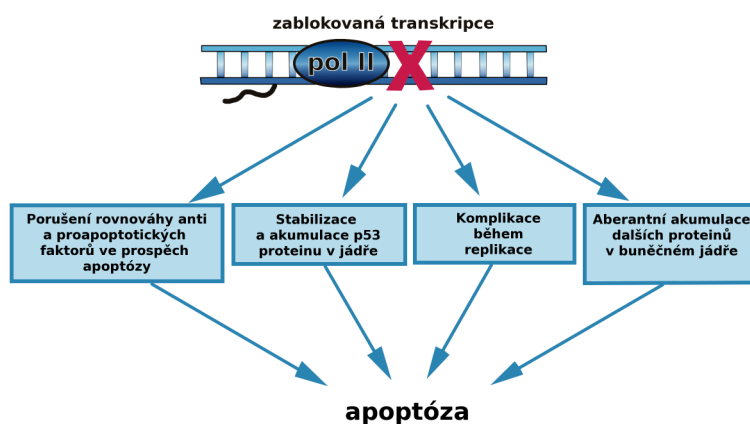 zablokovaná transkripce
pol II
X
Porušení rovnováhy anti
a proapoptotických
faktorů ve prospěch
apoptózy
Stabilizace
a akumulace p53
proteinu v jádře
Komplikace
během
replikace
Aberantní akumulace
dalších proteinů
v buněčném jádře
apoptóza